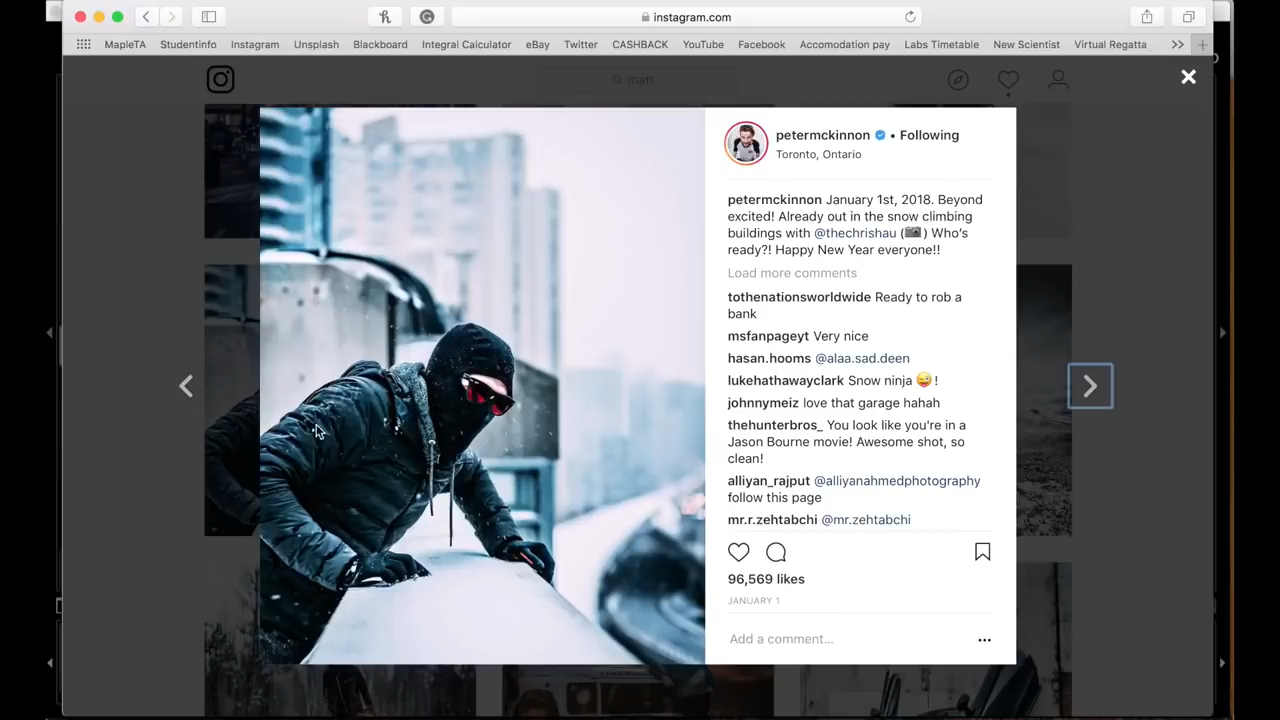 instagram.com
MapleTA Studentinfo Instagram Unsplash Blackboard Integral Calculator eBay Twitter CASHBACK YouTube Facebook Accomodation pay Labs Timetable New Scientist Virtual Regatta
matt
petermckinnon • Following
Toronto, Ontario
petermckinnon January 1st, 2018. Beyond
excited! Already out in the snow climbing
buildings with @thechrishau (📷) Who's
ready?! Happy New Year everyone!!
Load more comments
tothenationsworldwide Ready to rob a
bank
msfanpageyt Very nice
hasan.hooms @alaa.sad.deen
lukehathawayclark Snow ninja 😜 !
johnnymeiz love that garage hahah
thehunterbros_ You look like you're in a
Jason Bourne movie! Awesome shot, so
clean!
alliyan_rajput @alliyanahmedphotography
follow this page
mr.r.zehtabchi @mr.zehtabchi
96,569 likes
JANUARY 1
Add a comment...